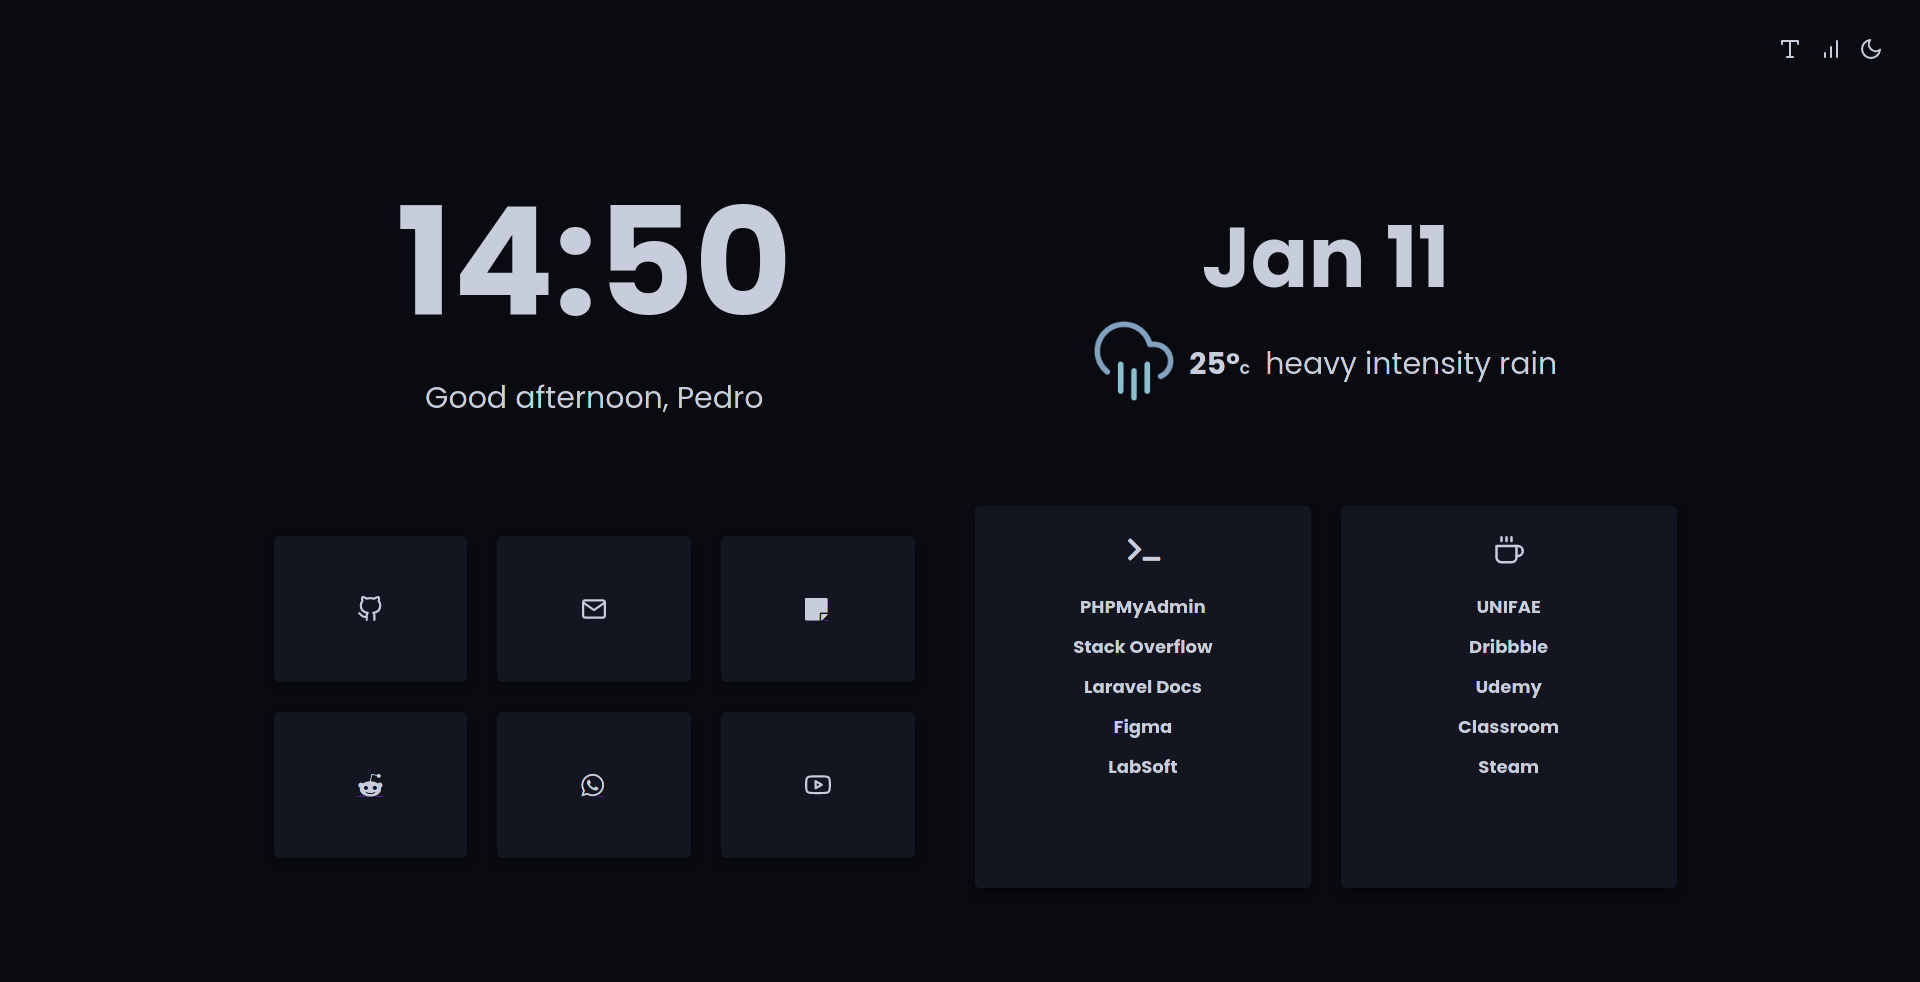 14:50
Good afternoon, Pedro
Jan 11
25°c heavy intensity rain
PHPMyAdmin
Stack Overflow
Laravel Docs
Figma
LabSoft
UNIFAE
Dribbble
Udemy
Classroom
Steam